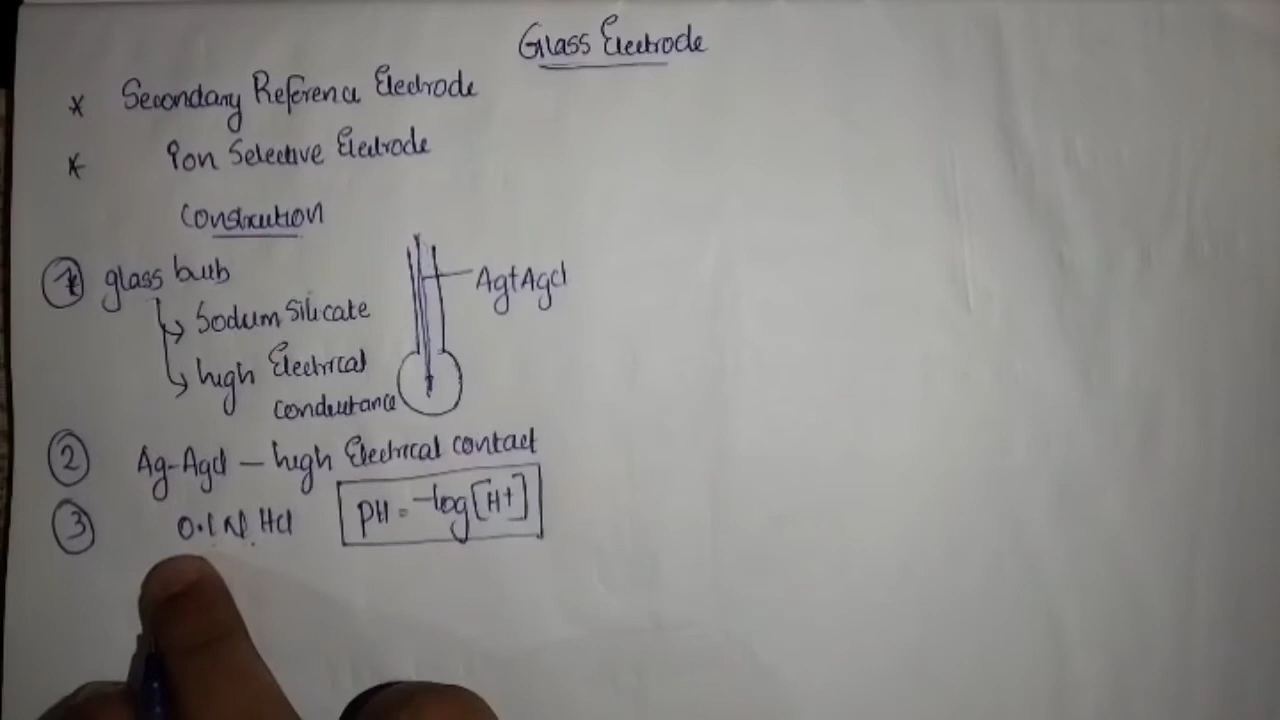 Glass Electrode
* Secondary Reference Electrode
* Ion Selective Electrode
Construction
① glass bulb
→ Sodium Silicate
Ag+Agcl
→ high Electrical
conductance
② Ag-Agcl — high Electrical contact
③ 0.1 N HCl
PH = -log[H+]